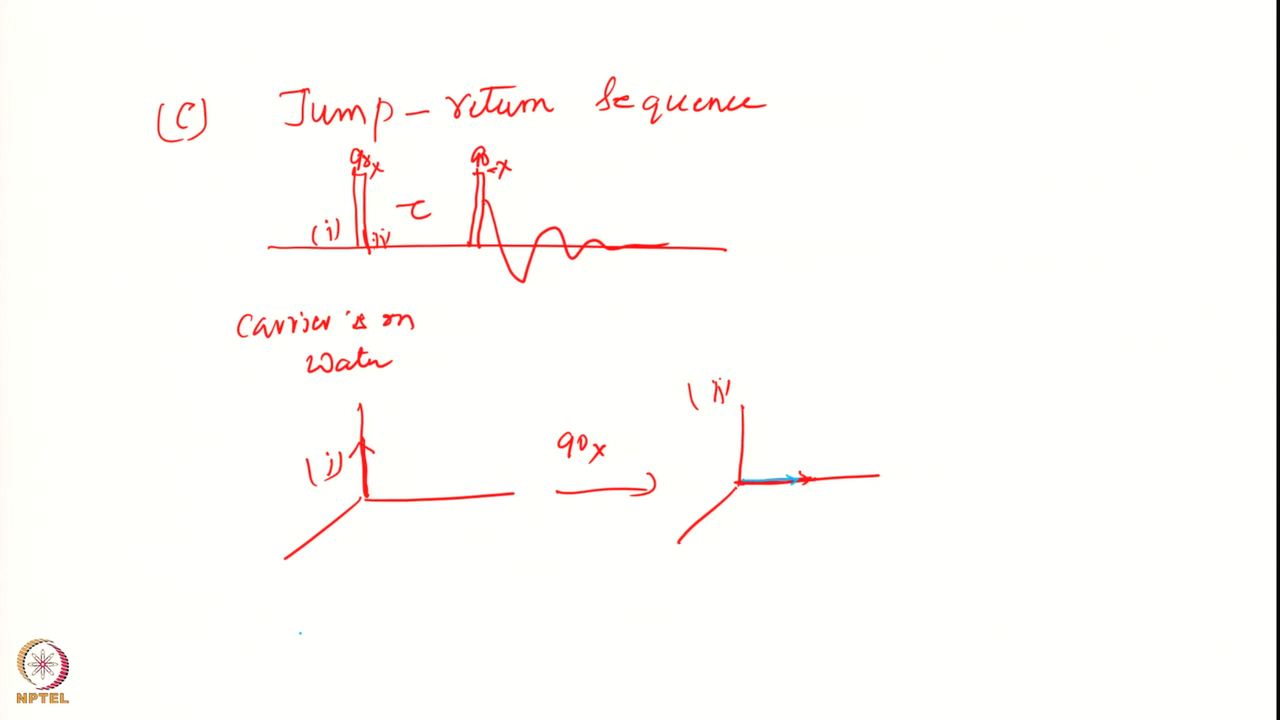 (C) Jump - return Sequence
90x 90-x
(i) (ii) τ
Carrier is on
Water
(ii)
(i) 90x
NPTEL